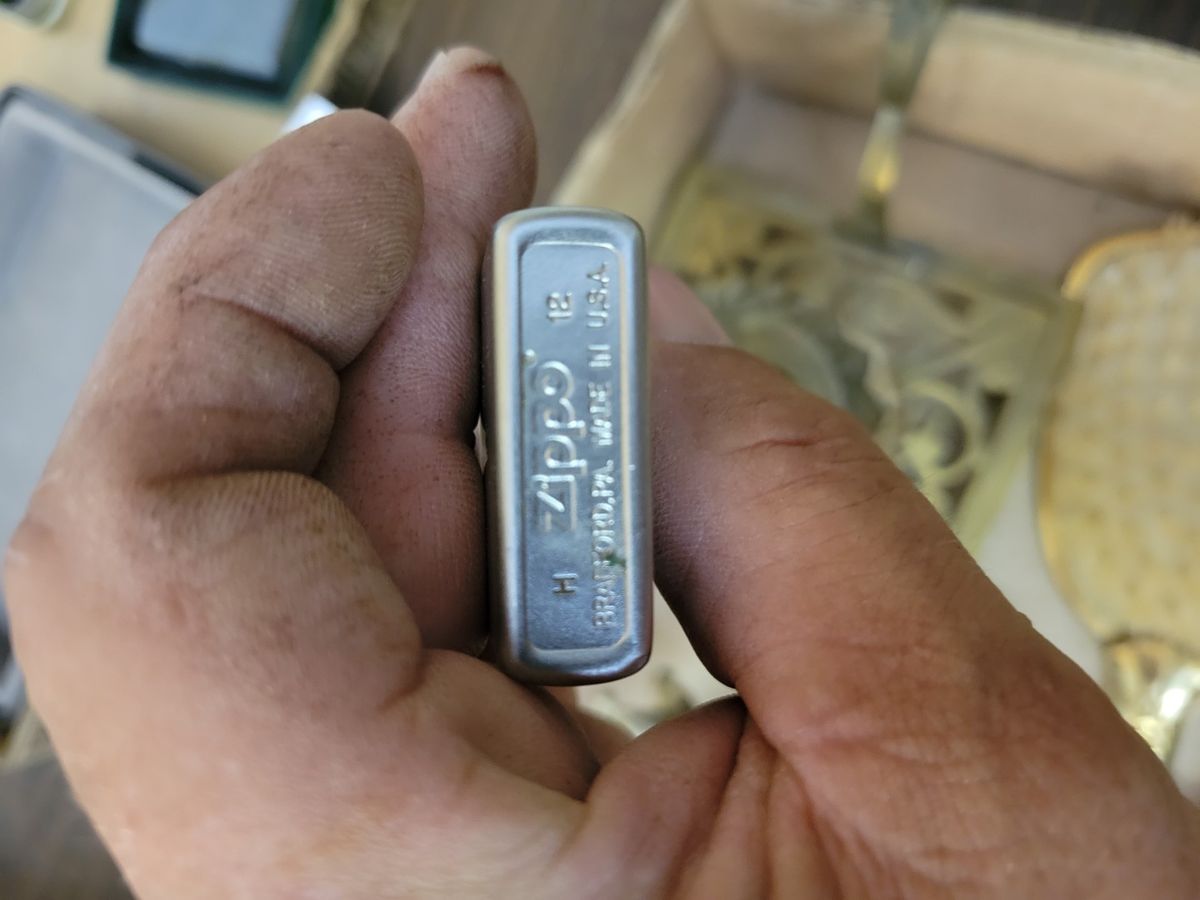 H Zippo 12
BRADFORD, PA. MADE IN U.S.A.